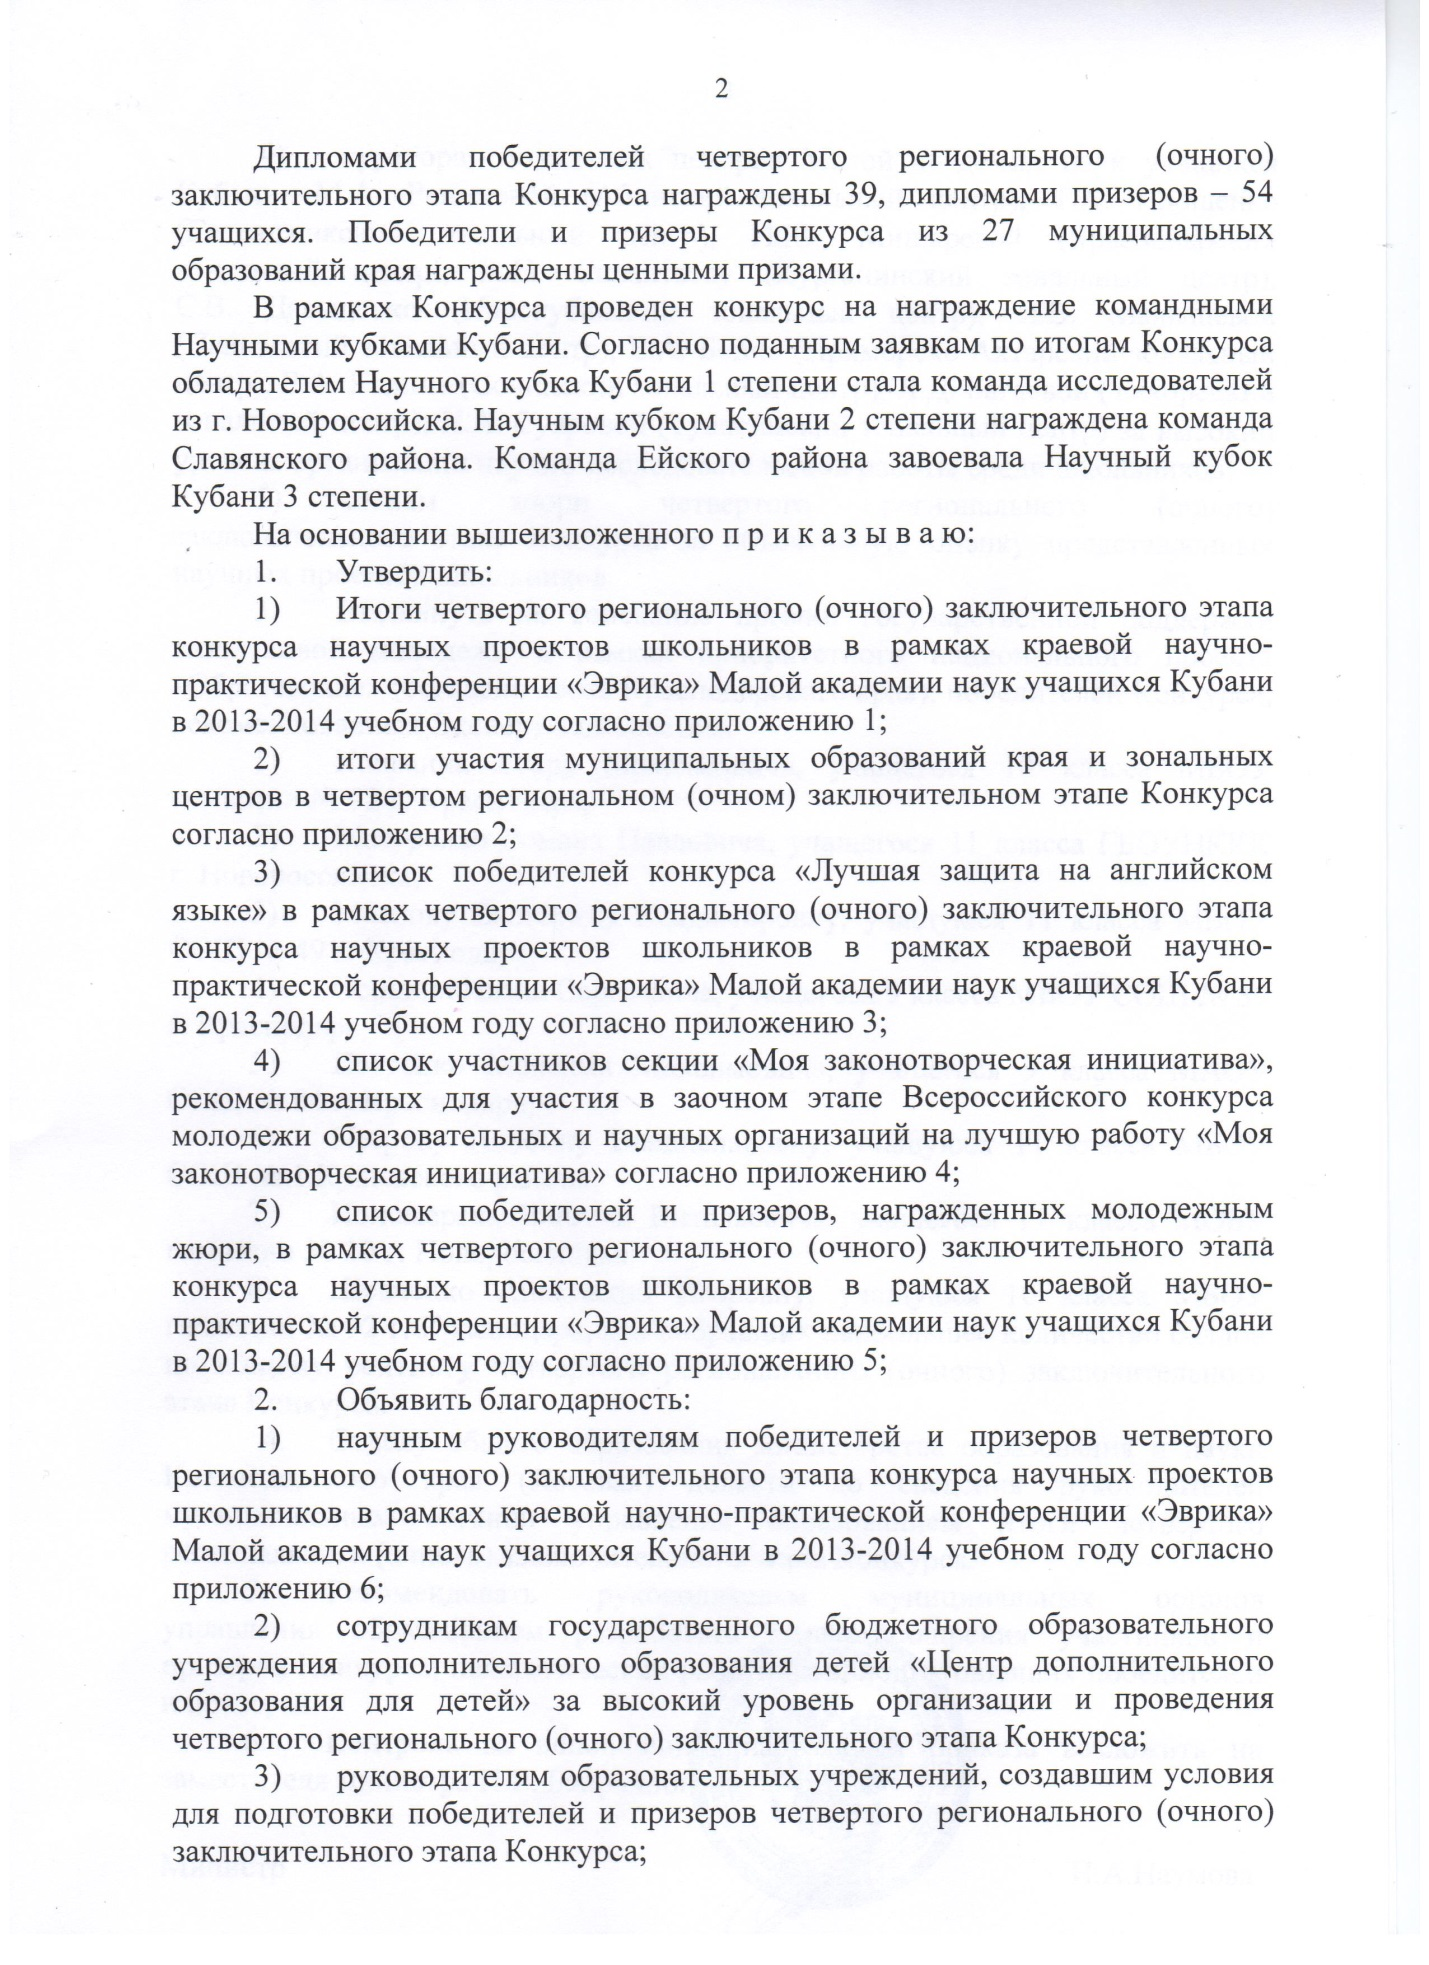 2
Дипломами победителей четвертого регионального (очного)
заключительного этапа Конкурса награждены 39, дипломами призеров – 54
учащихся. Победители и призеры Конкурса из 27 муниципальных
образований края награждены ценными призами.
В рамках Конкурса проведен конкурс на награждение командными
Научными кубками Кубани. Согласно поданным заявкам по итогам Конкурса
обладателем Научного кубка Кубани 1 степени стала команда исследователей
из г. Новороссийска. Научным кубком Кубани 2 степени награждена команда
Славянского района. Команда Ейского района завоевала Научный кубок
Кубани 3 степени.
На основании вышеизложенного п р и к а з ы в а ю:
1. Утвердить:
1) Итоги четвертого регионального (очного) заключительного этапа
конкурса научных проектов школьников в рамках краевой научно-
практической конференции «Эврика» Малой академии наук учащихся Кубани
в 2013-2014 учебном году согласно приложению 1;
2) итоги участия муниципальных образований края и зональных
центров в четвертом региональном (очном) заключительном этапе Конкурса
согласно приложению 2;
3) список победителей конкурса «Лучшая защита на английском
языке» в рамках четвертого регионального (очного) заключительного этапа
конкурса научных проектов школьников в рамках краевой научно-
практической конференции «Эврика» Малой академии наук учащихся Кубани
в 2013-2014 учебном году согласно приложению 3;
4) список участников секции «Моя законотворческая инициатива»,
рекомендованных для участия в заочном этапе Всероссийского конкурса
молодежи образовательных и научных организаций на лучшую работу «Моя
законотворческая инициатива» согласно приложению 4;
5) список победителей и призеров, награжденных молодежным
жюри, в рамках четвертого регионального (очного) заключительного этапа
конкурса научных проектов школьников в рамках краевой научно-
практической конференции «Эврика» Малой академии наук учащихся Кубани
в 2013-2014 учебном году согласно приложению 5;
2. Объявить благодарность:
1) научным руководителям победителей и призеров четвертого
регионального (очного) заключительного этапа конкурса научных проектов
школьников в рамках краевой научно-практической конференции «Эврика»
Малой академии наук учащихся Кубани в 2013-2014 учебном году согласно
приложению 6;
2) сотрудникам государственного бюджетного образовательного
учреждения дополнительного образования детей «Центр дополнительного
образования для детей» за высокий уровень организации и проведения
четвертого регионального (очного) заключительного этапа Конкурса;
3) руководителям образовательных учреждений, создавшим условия
для подготовки победителей и призеров четвертого регионального (очного)
заключительного этапа Конкурса;